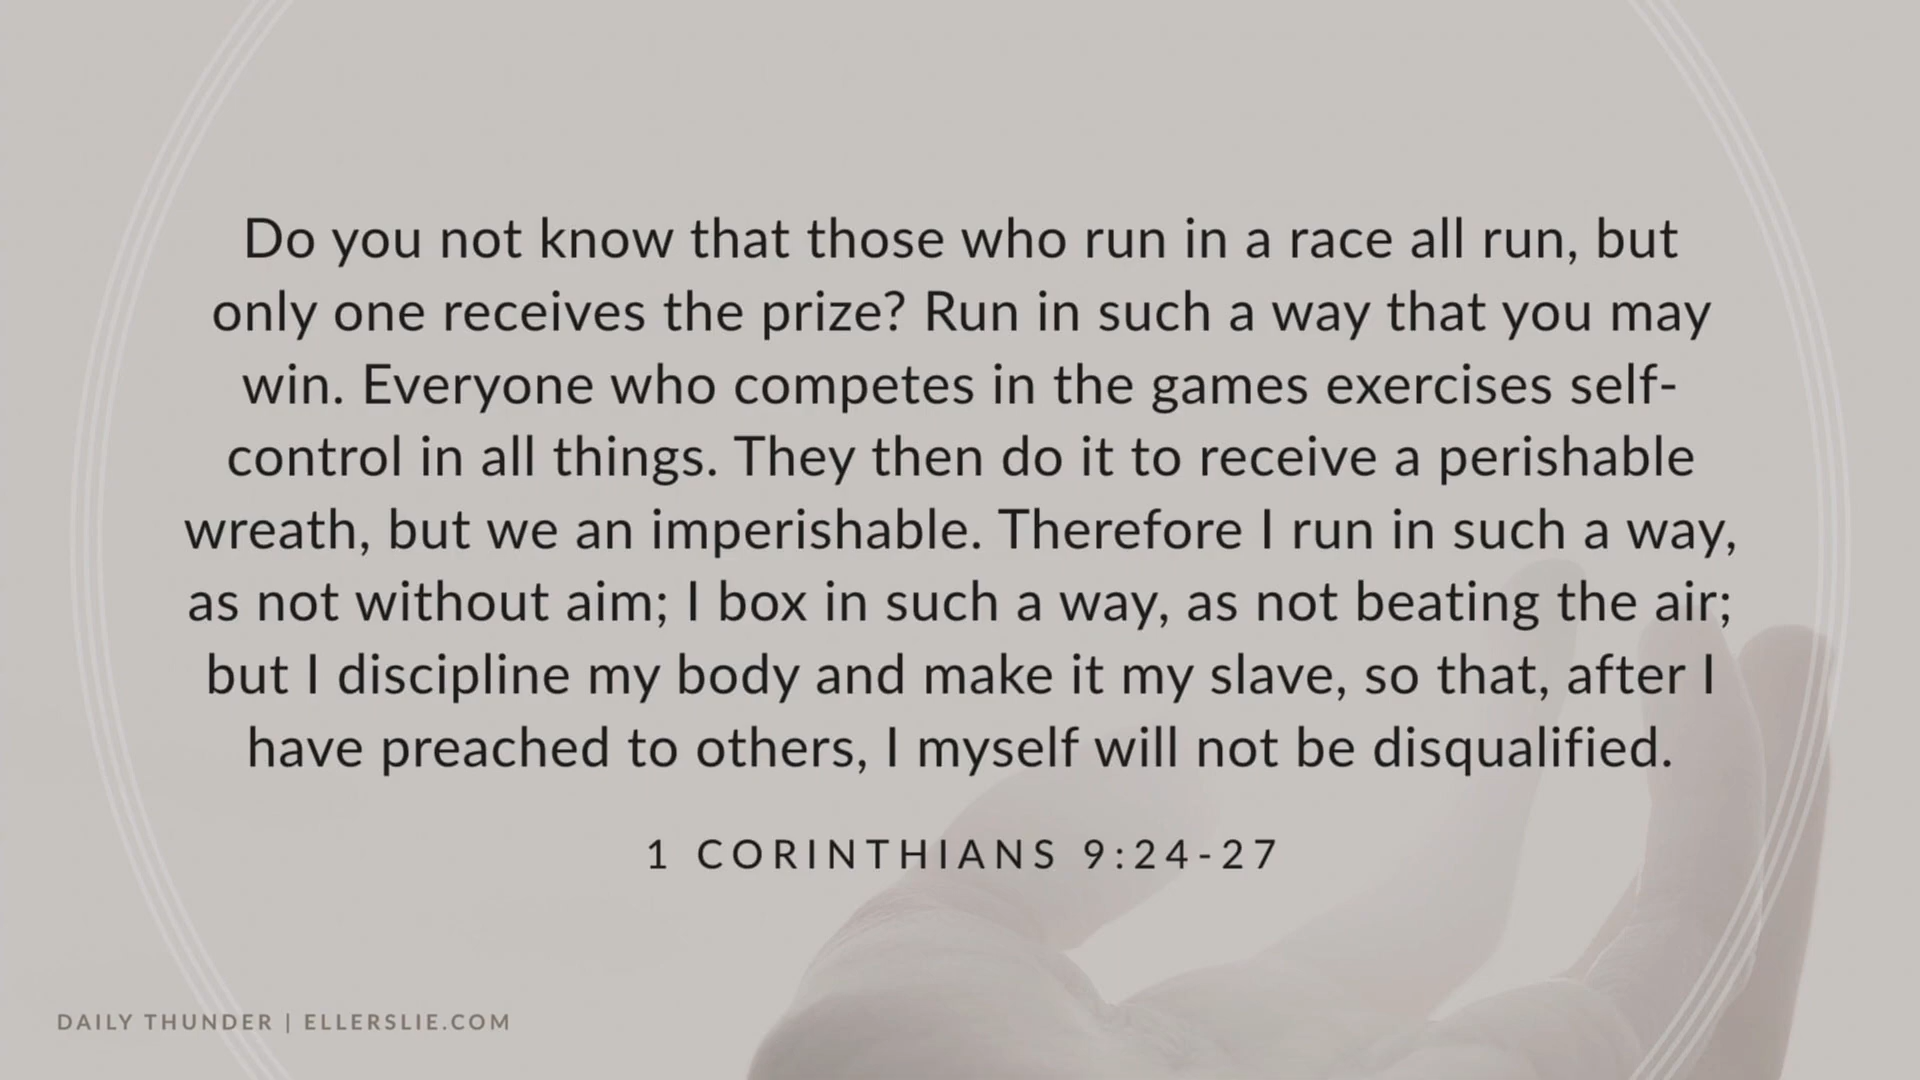 Do you not know that those who run in a race all run, but
only one receives the prize? Run in such a way that you may
win. Everyone who competes in the games exercises self-
control in all things. They then do it to receive a perishable
wreath, but we an imperishable. Therefore I run in such a way,
as not without aim; I box in such a way, as not beating the air;
but I discipline my body and make it my slave, so that, after I
have preached to others, I myself will not be disqualified.
1 CORINTHIANS 9:24-27
DAILY THUNDER | ELLERSLIE.COM